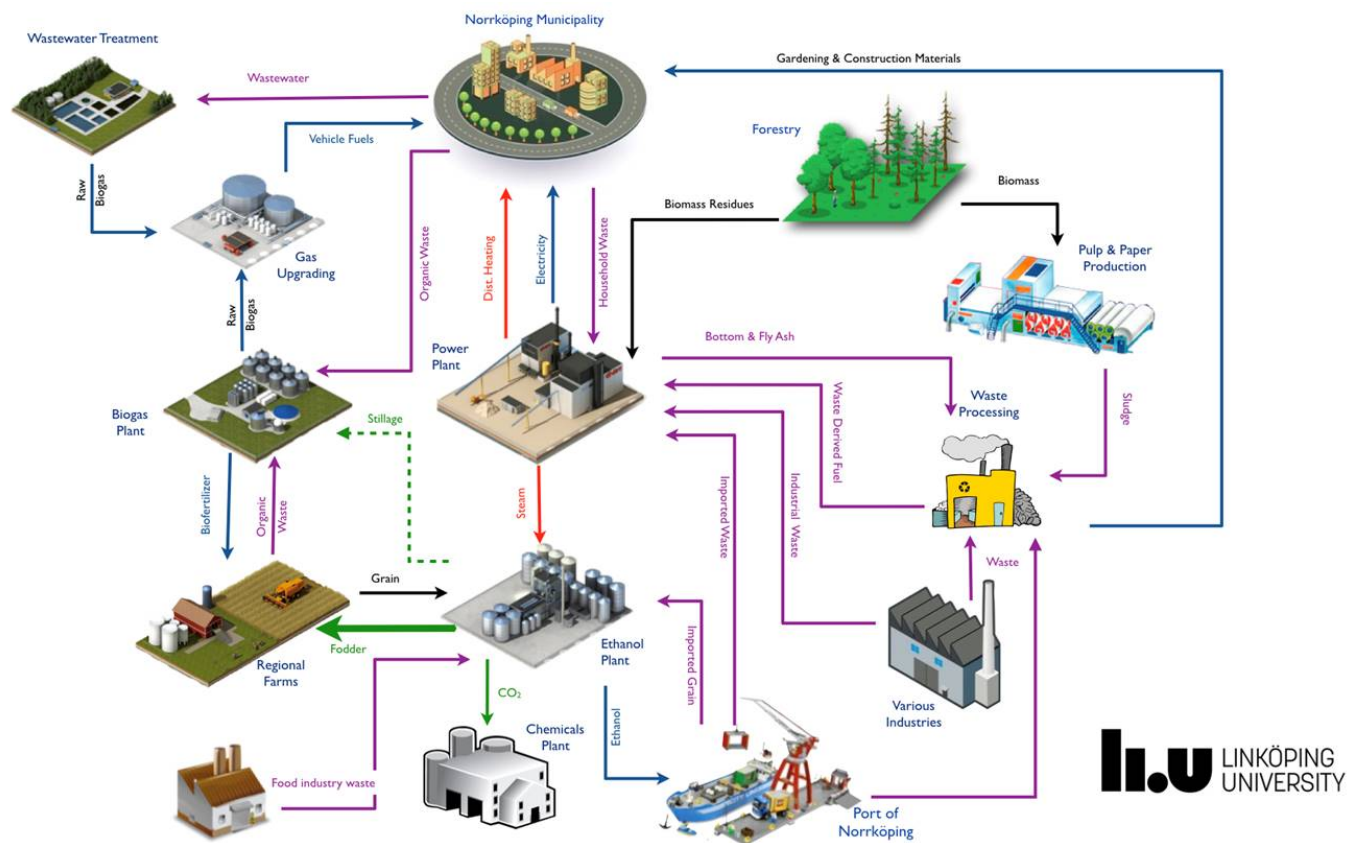 Norrköping Municipality
Wastewater Treatment
Wastewater
Gardening & Construction Materials
Vehicle Fuels
Forestry
Raw
Biogas
Biomass
Biomass Residues
Organic Waste
Dist. Heating
Electricity
Household Waste
Gas
Upgrading
Pulp & Paper
Production
Raw
Biogas
Bottom & Fly Ash
Power
Plant
Waste
Processing
Biogas
Plant
Stillage
Waste Derived Fuel
Sludge
Biofertilizer
Organic
Waste
Steam
Imported Waste
Industrial Waste
Waste
Grain
Fodder
Regional
Farms
Ethanol
Plant
Imported Grain
CO₂
Various
Industries
Chemicals
Plant
Ethanol
Food industry waste
Port of
Norrköping
li.u LINKÖPING
UNIVERSITY